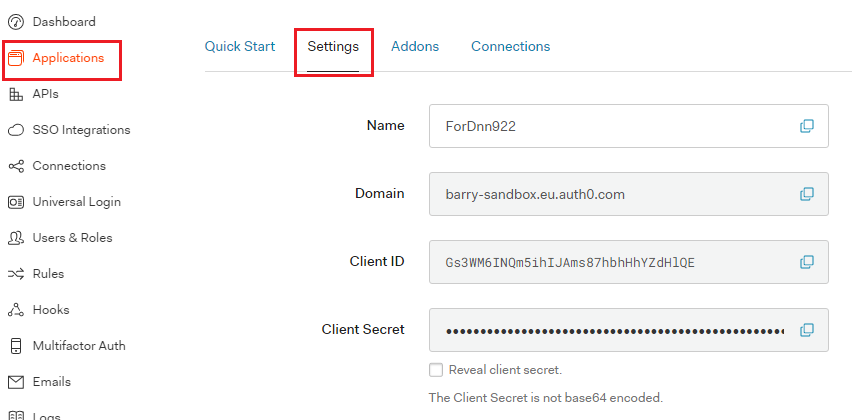 Dashboard
Applications
APIs
SSO Integrations
Connections
Universal Login
Users & Roles
Rules
Hooks
Multifactor Auth
Emails
Logs
Quick Start Settings Addons Connections
Name ForDnn922
Domain barry-sandbox.eu.auth0.com
Client ID Gs3WM6INQm5ihIJAms87hbhHhYZdHlQE
Client Secret ••••••••••••••••••••••••••••••••••••••••••••••••••
Reveal client secret.
The Client Secret is not base64 encoded.